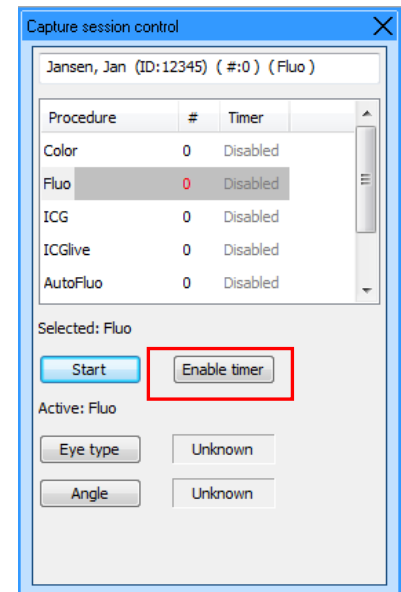 Capture session control
Jansen, Jan (ID:12345) ( #:0 ) ( Fluo )
Procedure # Timer
Color 0 Disabled
Fluo 0 Disabled
ICG 0 Disabled
ICGlive 0 Disabled
AutoFluo 0 Disabled
Selected: Fluo
Start Enable timer
Active: Fluo
Eye type Unknown
Angle Unknown